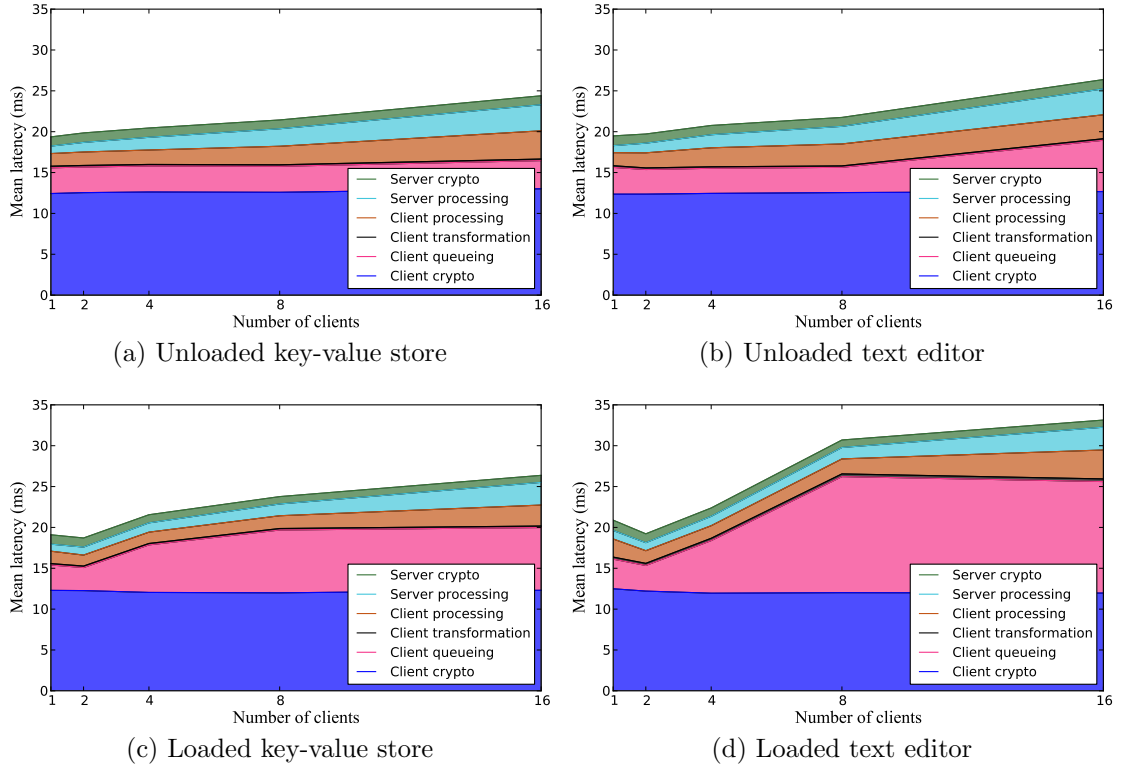 35
30
25
20
15
10
5
0
Mean latency (ms)
Server crypto
Server processing
Client processing
Client transformation
Client queueing
Client crypto
1 2 4 8 16
Number of clients
(a) Unloaded key-value store
35
30
25
20
15
10
5
0
Mean latency (ms)
Server crypto
Server processing
Client processing
Client transformation
Client queueing
Client crypto
1 2 4 8 16
Number of clients
(b) Unloaded text editor
35
30
25
20
15
10
5
0
Mean latency (ms)
Server crypto
Server processing
Client processing
Client transformation
Client queueing
Client crypto
1 2 4 8 16
Number of clients
(c) Loaded key-value store
35
30
25
20
15
10
5
0
Mean latency (ms)
Server crypto
Server processing
Client processing
Client transformation
Client queueing
Client crypto
1 2 4 8 16
Number of clients
(d) Loaded text editor